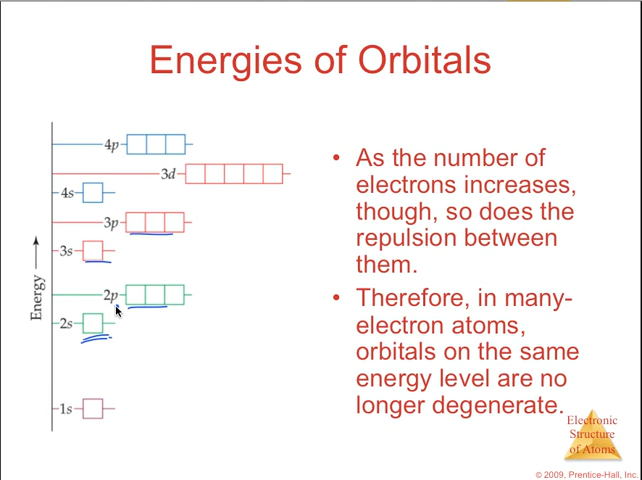 Energies of Orbitals
4p
3d
4s
3p
3s
2p
2s
1s
Energy
• As the number of
electrons increases,
though, so does the
repulsion between
them.
• Therefore, in many-
electron atoms,
orbitals on the same
energy level are no
longer degenerate.
Electronic
Structure
of Atoms
© 2009, Prentice-Hall, Inc.